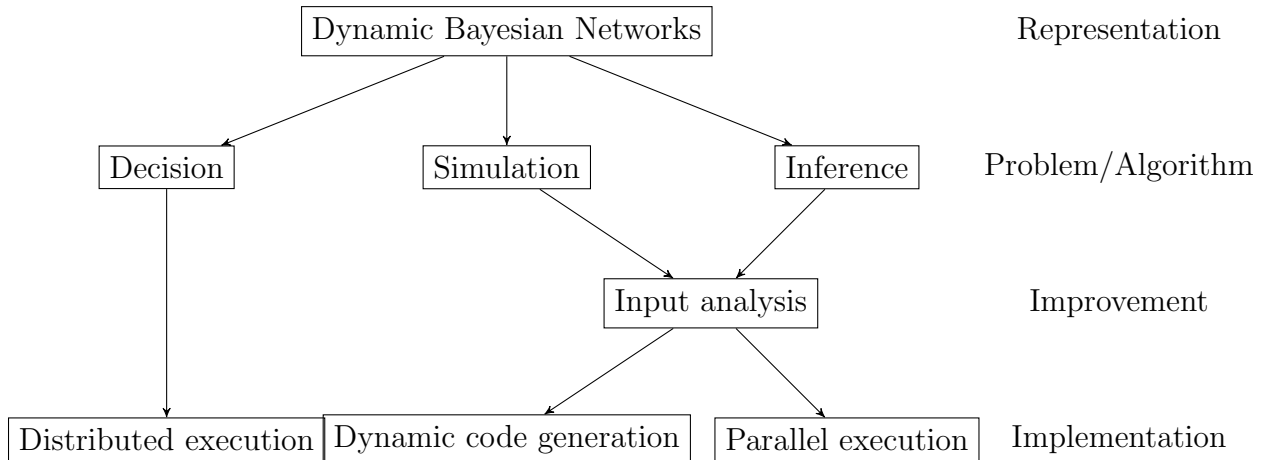 Dynamic Bayesian Networks Representation
Decision Simulation Inference Problem/Algorithm
Input analysis Improvement
Distributed execution Dynamic code generation Parallel execution Implementation